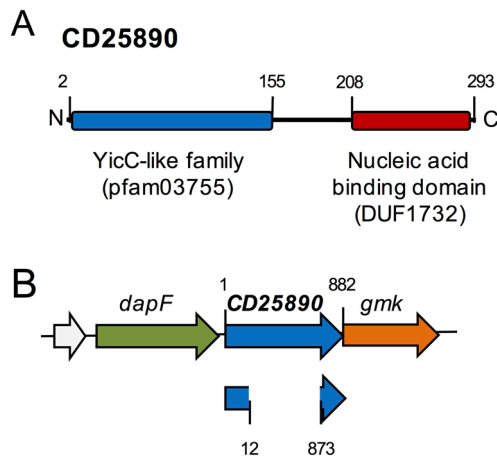 A
CD25890
2 155 208 293
N C
YicC-like family
(pfam03755)
Nucleic acid
binding domain
(DUF1732)
B
1 882
dapF CD25890 gmk
12 873